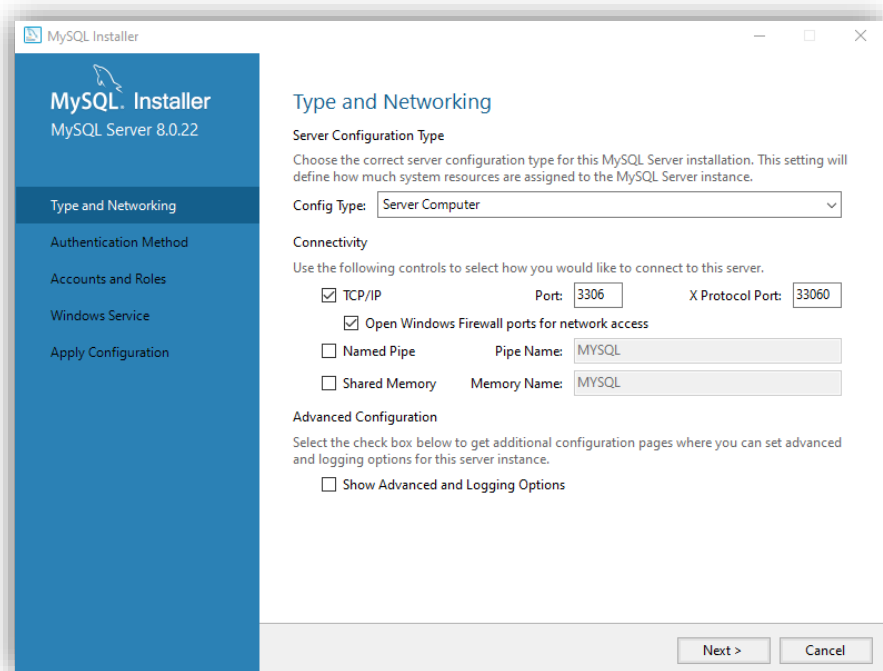 MySQL Installer
MySQL. Installer
MySQL Server 8.0.22
Type and Networking
Authentication Method
Accounts and Roles
Windows Service
Apply Configuration
Type and Networking
Server Configuration Type
Choose the correct server configuration type for this MySQL Server installation. This setting will
define how much system resources are assigned to the MySQL Server instance.
Config Type: Server Computer
Connectivity
Use the following controls to select how you would like to connect to this server.
TCP/IP Port: 3306 X Protocol Port: 33060
Open Windows Firewall ports for network access
Named Pipe Pipe Name: MYSQL
Shared Memory Memory Name: MYSQL
Advanced Configuration
Select the check box below to get additional configuration pages where you can set advanced
and logging options for this server instance.
Show Advanced and Logging Options
Next > Cancel